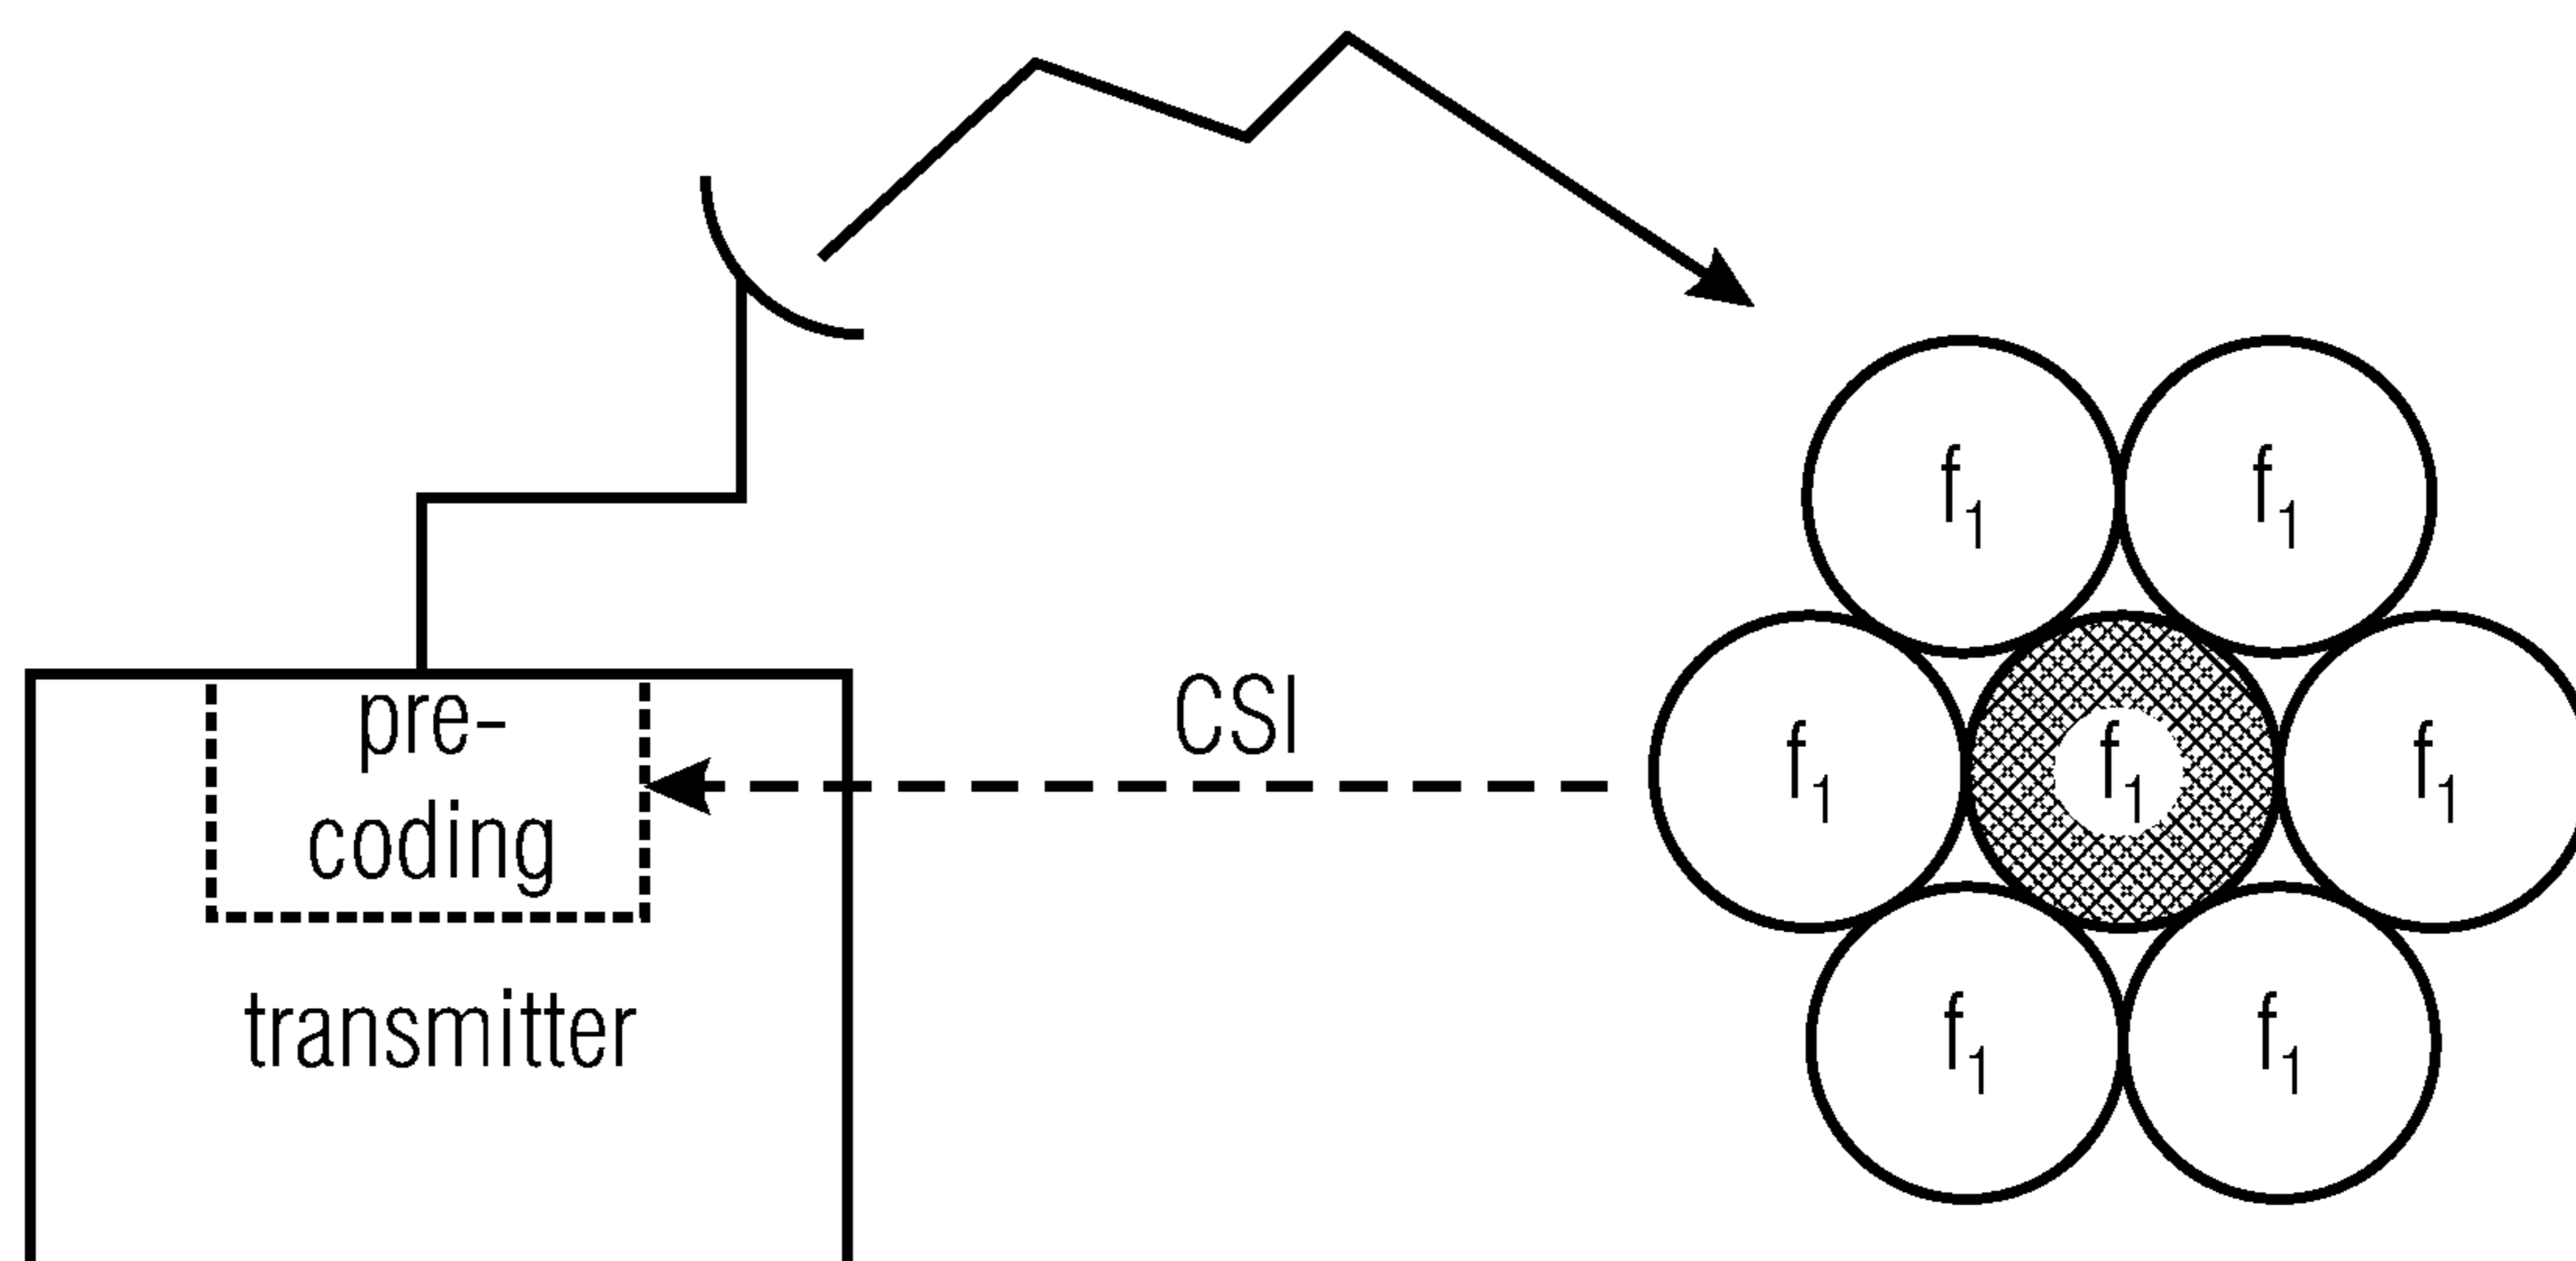 pre-
coding
transmitter
CSI
f₁ f₁
f₁ f₁ f₁
f₁ f₁